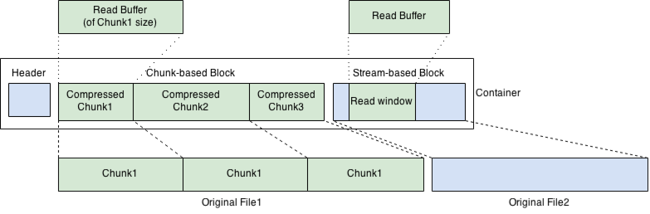 Read Buffer
(of Chunk1 size)
Read Buffer
Header
Chunk-based Block
Stream-based Block
Compressed
Chunk1
Compressed
Chunk2
Compressed
Chunk3
Read window
Container
Chunk1
Chunk1
Chunk1
Original File1
Original File2